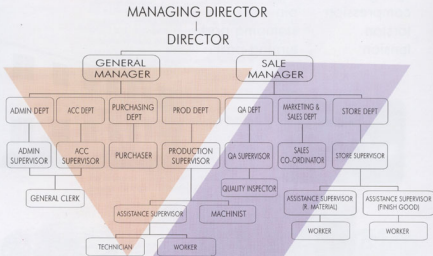 MANAGING DIRECTOR
DIRECTOR
GENERAL
MANAGER
SALE
MANAGER
ADMIN DEPT
ACC DEPT
PURCHASING
DEPT
PROD DEPT
QA DEPT
MARKETING &
SALES DEPT
STORE DEPT
ADMIN
SUPERVISOR
ACC
SUPERVISOR
PURCHASER
PRODUCTION
SUPERVISOR
QA SUPERVISOR
SALES
CO-ORDINATOR
STORE SUPERVISOR
GENERAL CLERK
QUALITY INSPECTOR
ASSISTANCE SUPERVISOR
MACHINIST
ASSISTANCE SUPERVISOR
(R. MATERIAL)
ASSISTANCE SUPERVISOR
(FINISH GOOD)
TECHNICIAN
WORKER
WORKER
WORKER